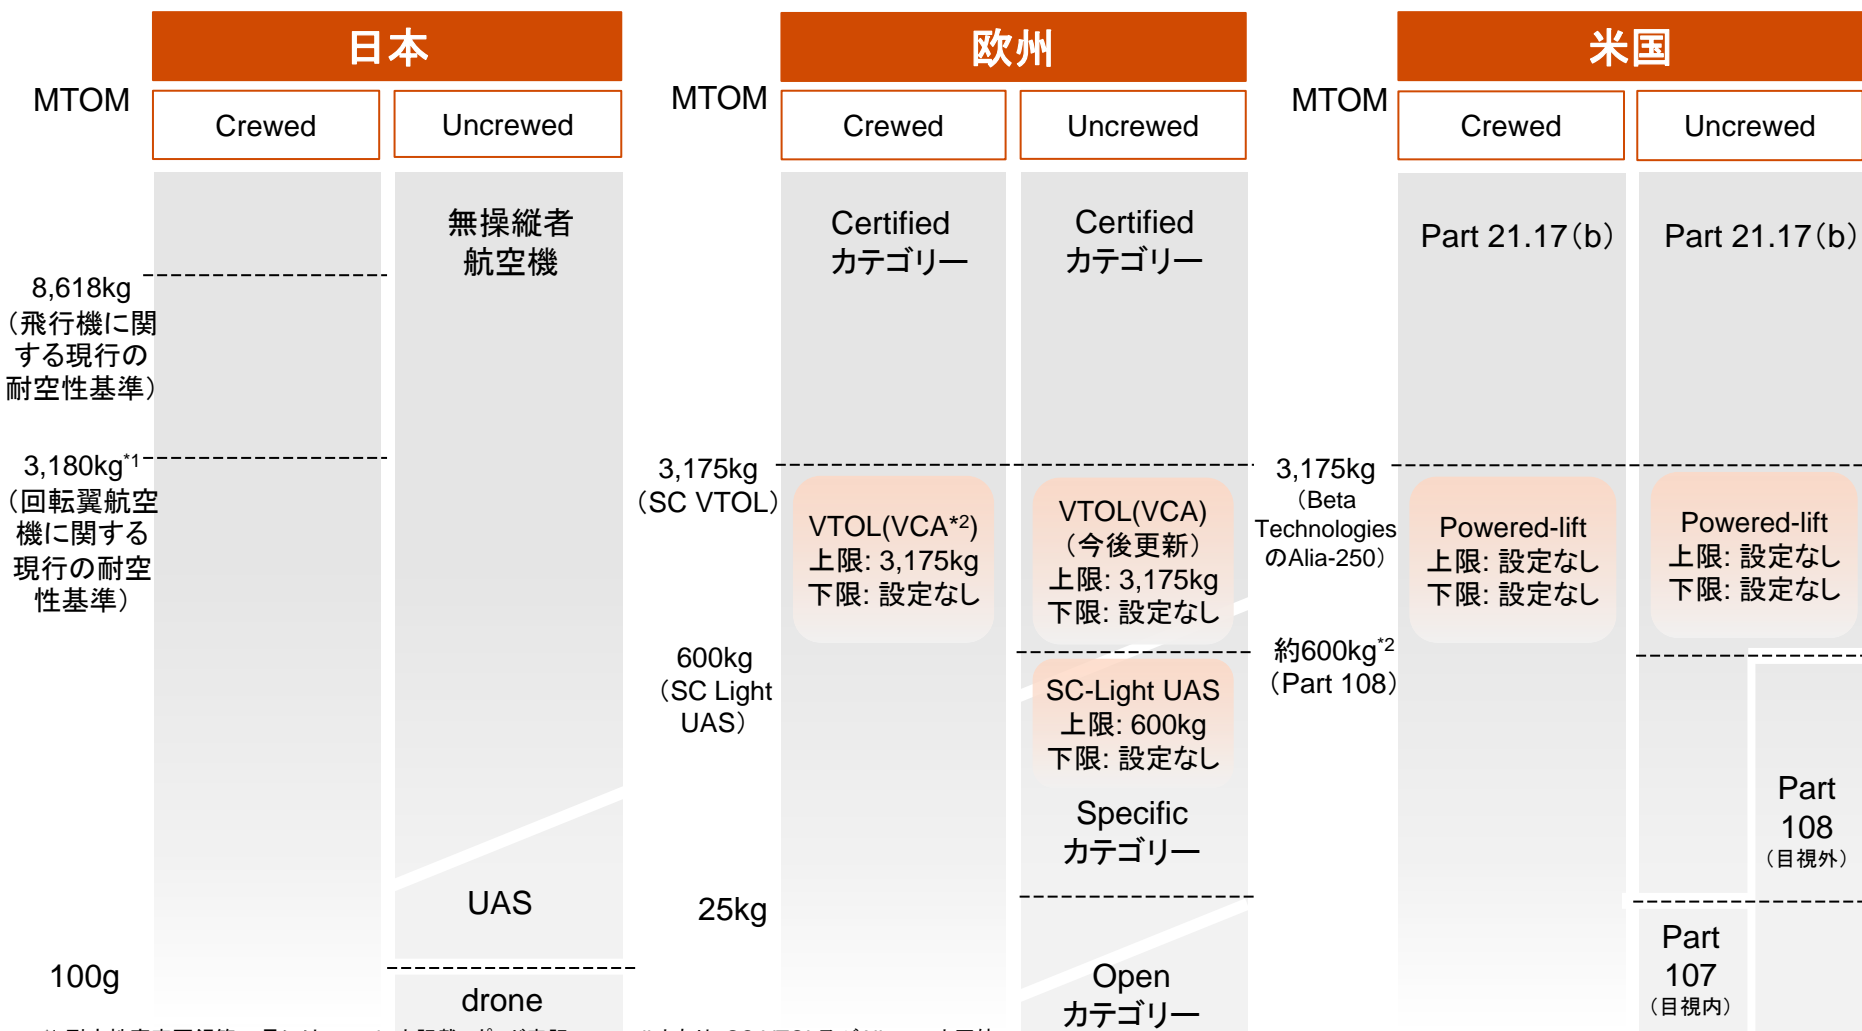 日本
MTOM
Crewed
Uncrewed
無操縦者
航空機
8,618kg
（飛行機に関
する現行の
耐空性基準）
3,180kg*1
（回転翼航空
機に関する
現行の耐空
性基準）
UAS
100g
drone
欧州
MTOM
Crewed
Uncrewed
Certified
カテゴリー
Certified
カテゴリー
3,175kg
（SC VTOL）
VTOL(VCA*2)
上限: 3,175kg
下限: 設定なし
VTOL(VCA)
（今後更新）
上限: 3,175kg
下限: 設定なし
600kg
（SC Light
UAS）
SC-Light UAS
上限: 600kg
下限: 設定なし
Specific
カテゴリー
25kg
Open
カテゴリー
米国
MTOM
Crewed
Uncrewed
Part 21.17（b）
Part 21.17（b）
3,175kg
（Beta
Technologies
のAlia-250）
Powered-lift
上限: 設定なし
下限: 設定なし
Powered-lift
上限: 設定なし
下限: 設定なし
約600kg*2
（Part 108）
Part
108
（目視外）
Part
107
（目視内）